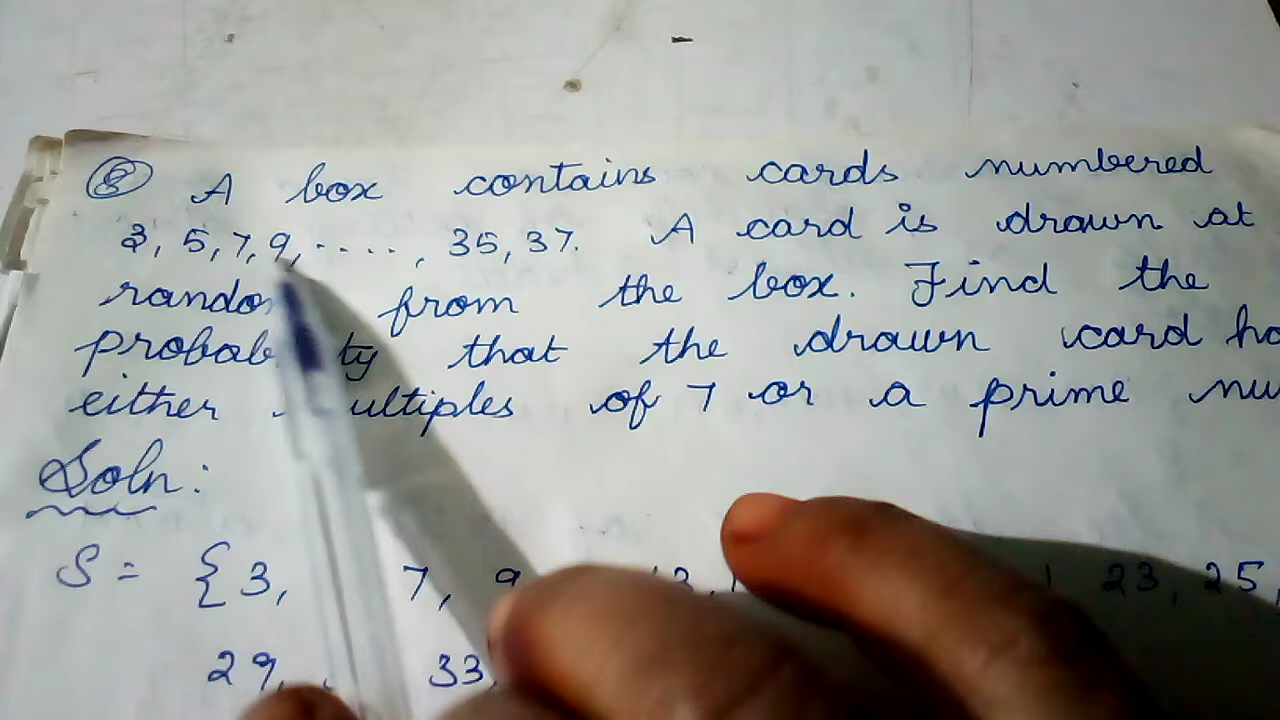 8 A box contains cards numbered
3, 5, 7, 9, ....., 35, 37. A card is drawn at
from the box. Find the
that the drawn card
either of 7 or a prime
Soln:
S = { 3, 7, 9 23, 25,
29, 33